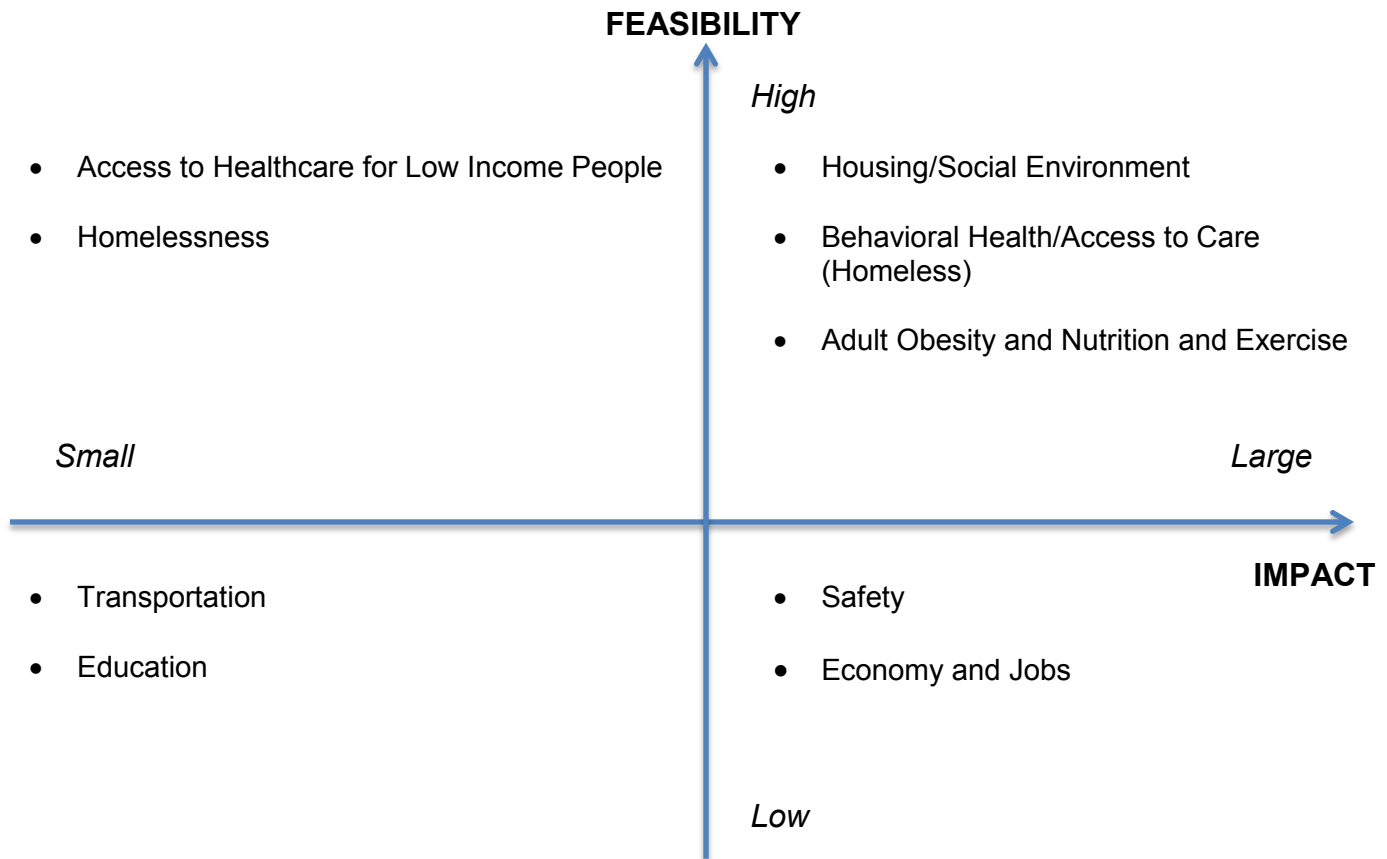 FEASIBILITY
High
• Access to Healthcare for Low Income People
• Homelessness
• Housing/Social Environment
• Behavioral Health/Access to Care
(Homeless)
• Adult Obesity and Nutrition and Exercise
Small
Large
IMPACT
• Transportation
• Education
• Safety
• Economy and Jobs
Low